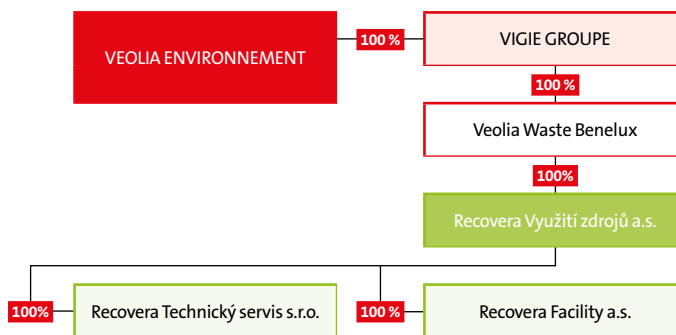 VEOLIA ENVIRONNEMENT
100 %
VIGIE GROUPE
100 %
Veolia Waste Benelux
100%
Recovera Využití zdrojů a.s.
100%
Recovera Technický servis s.r.o.
100 %
Recovera Facility a.s.